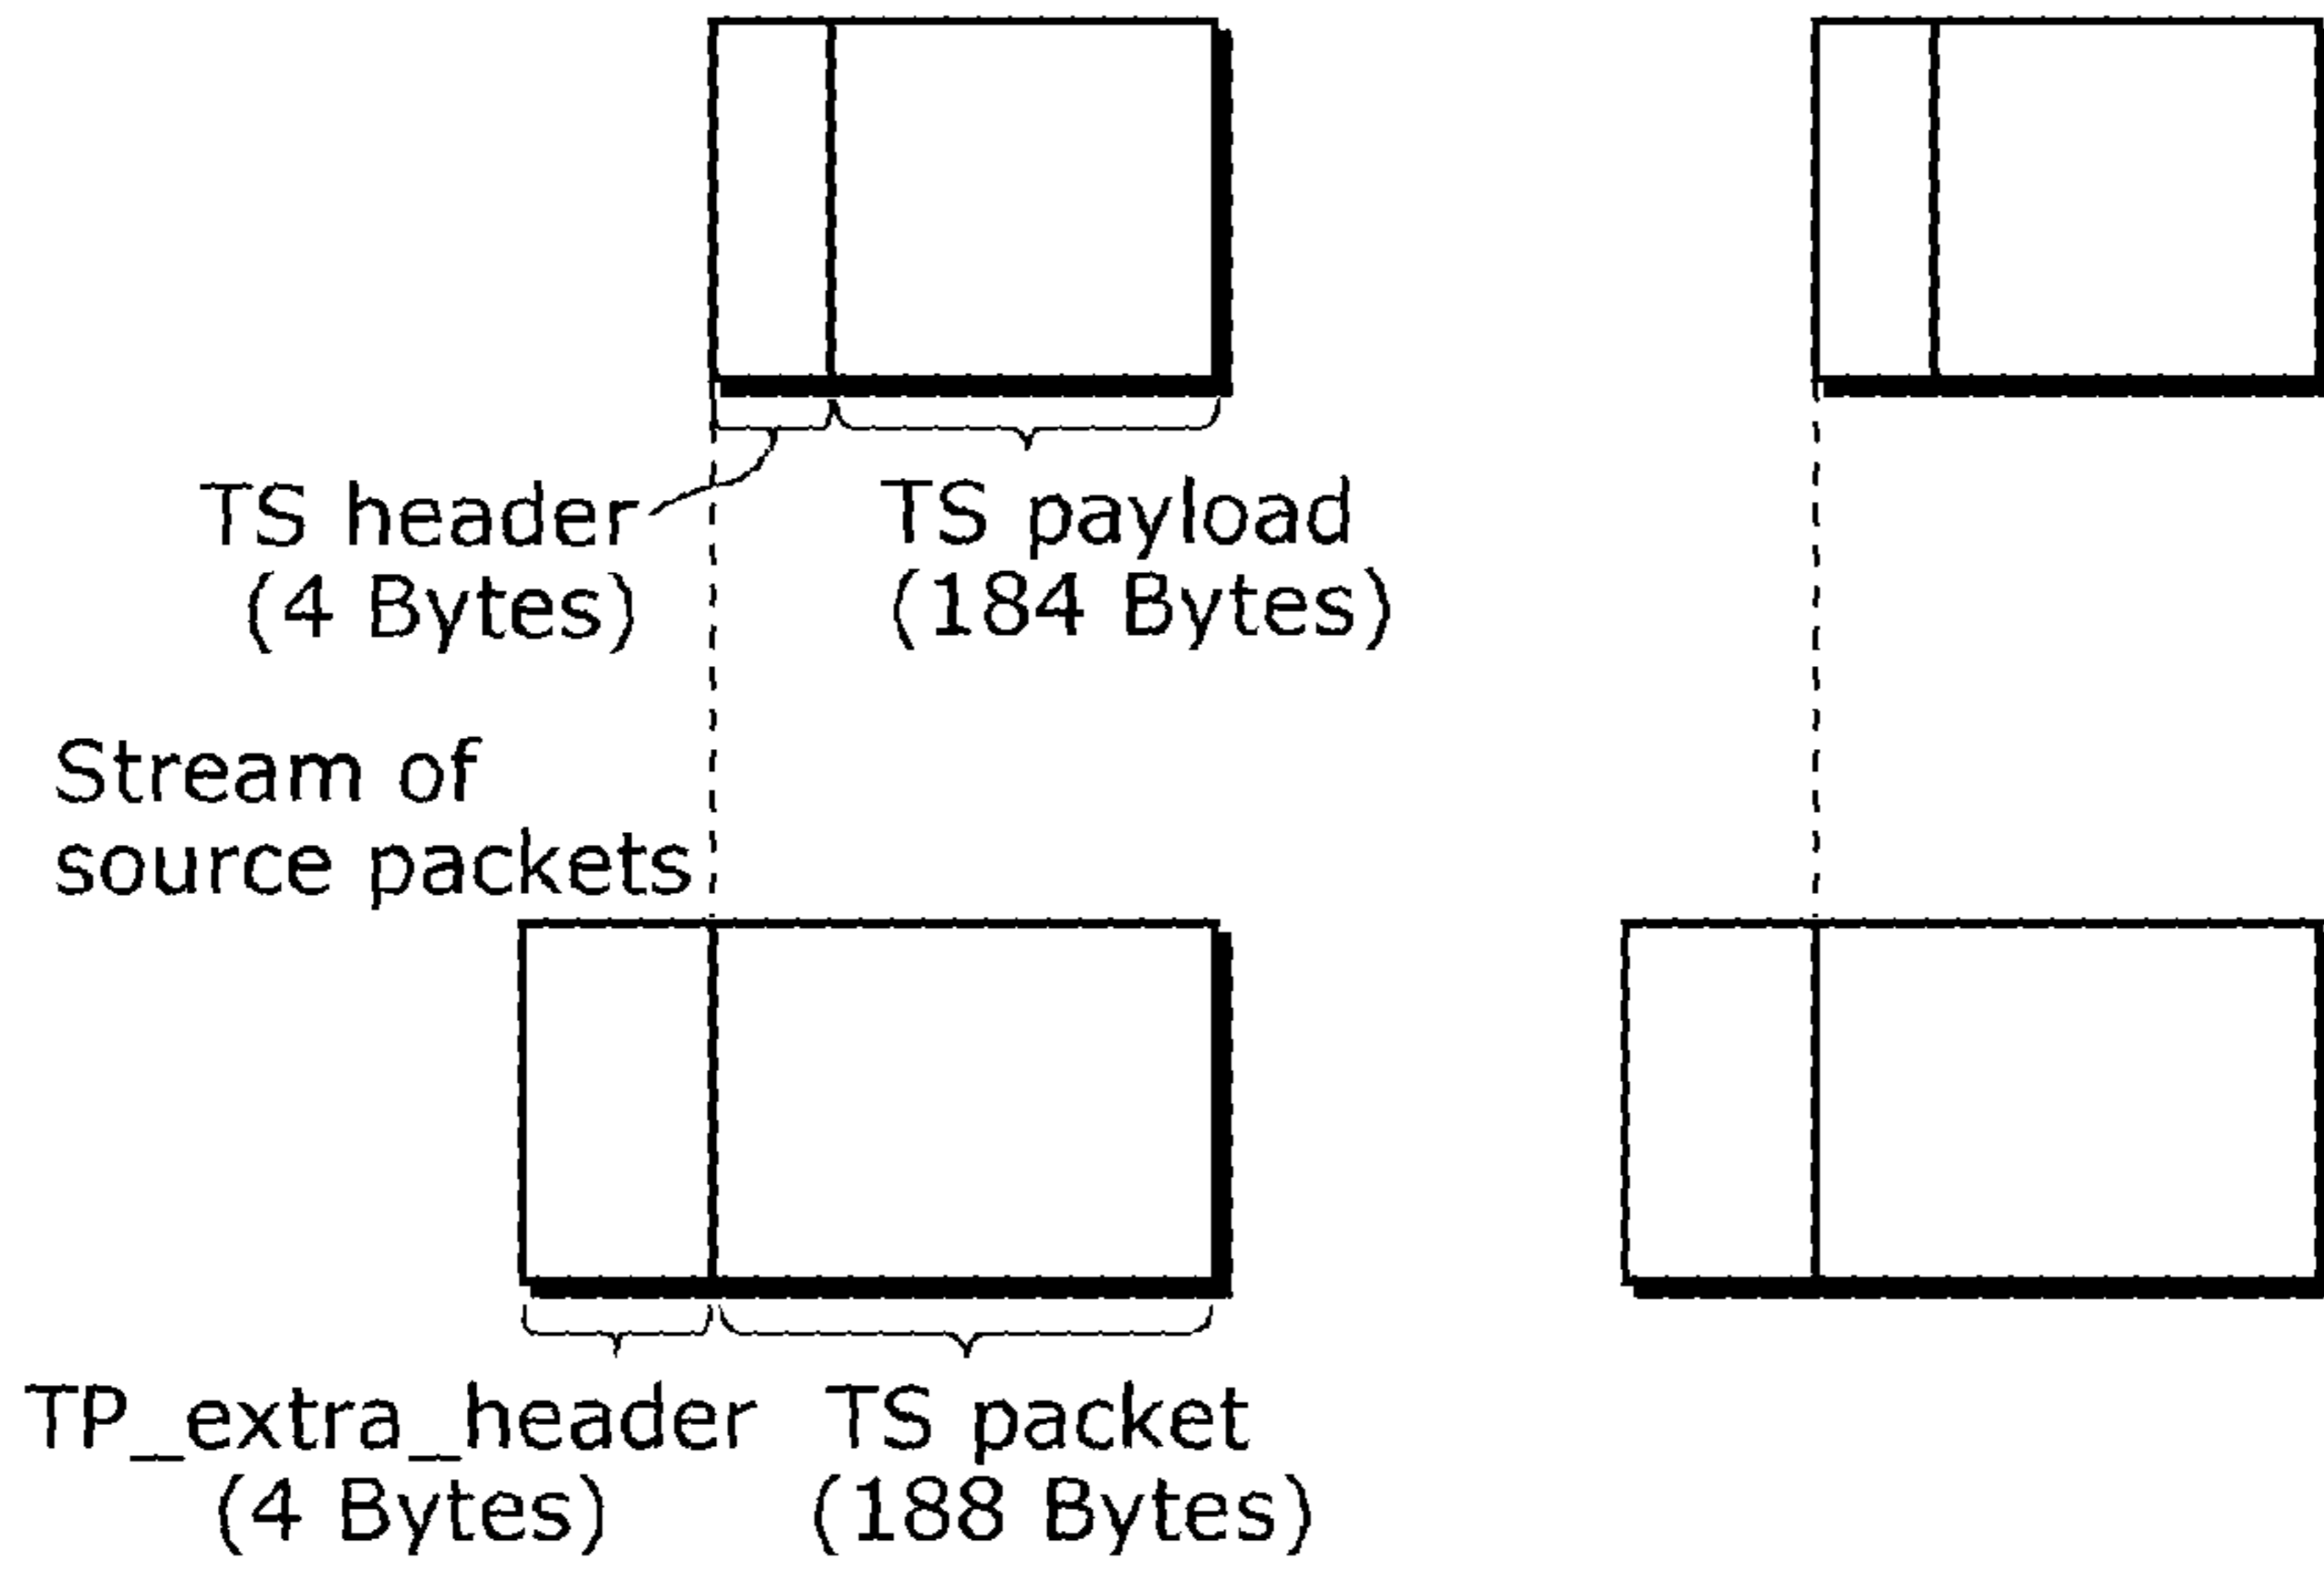 TS header
(4 Bytes)
TS payload
(184 Bytes)
Stream of
source packets
TP_extra_header
(4 Bytes)
TS packet
(188 Bytes)